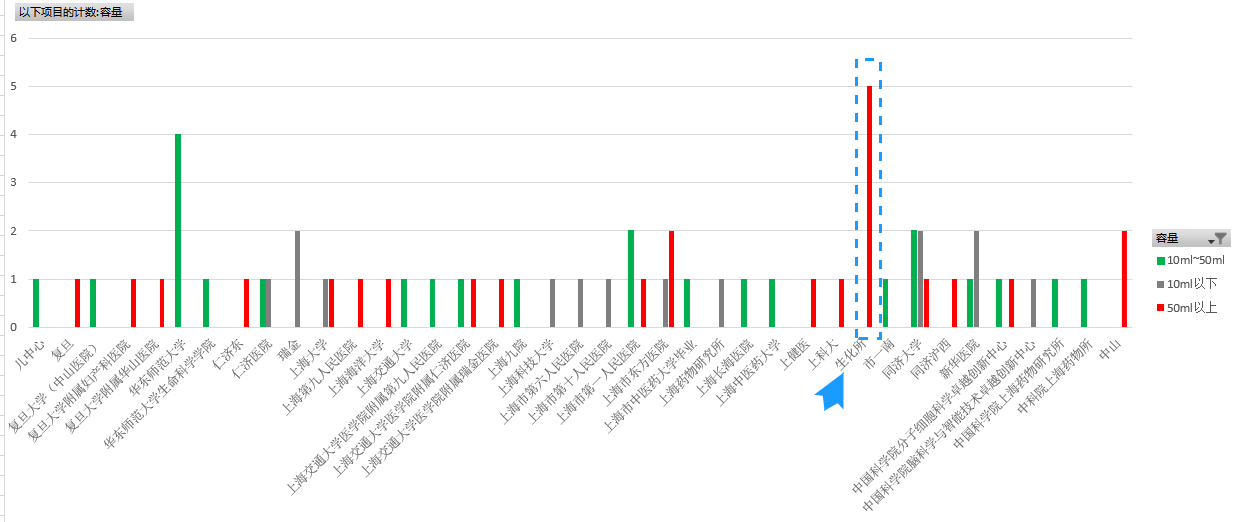 以下项目的计数:容量
6
5
4
3
2
1
0
儿中心
复旦
复旦大学（中山医院）
复旦大学附属妇产科医院
复旦大学附属华山医院
华东师范大学
华东师范大学生命科学学院
仁济东
仁济医院
瑞金
上海大学
上海第九人民医院
上海海洋大学
上海交通大学
上海交通大学医学院附属第九人民医院
上海交通大学医学院附属仁济医院
上海交通大学医学院附属瑞金医院
上海九院
上海科技大学
上海市第六人民医院
上海市第十人民医院
上海市第一人民医院
上海市东方医院
上海市中医药大学毕业
上海药物研究所
上海长海医院
上海中医药大学
上健医
上科大
生化所
市一南
同济大学
同济沪西
新华医院
中国科学院分子细胞科学卓越创新中心
中国科学院脑科学与智能技术卓越创新中心
中国科学院上海药物研究所
中科院上海药物所
中山
容量
10ml~50ml
10ml以下
50ml以上